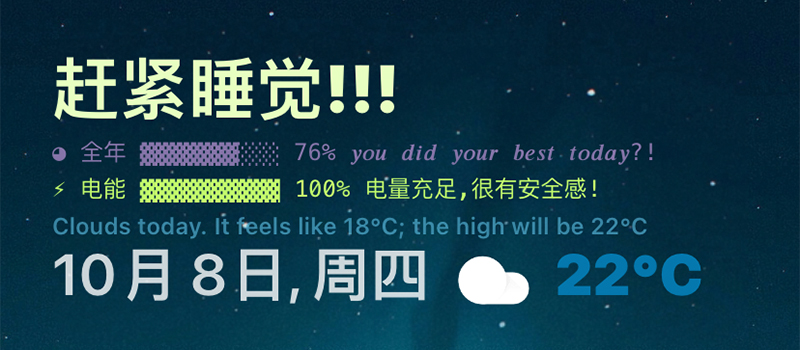 赶紧睡觉!!!
◕ 全年 ▓▓▓▓▓▓▓▓▓▓░░░░ 76% you did your best today?!
⚡ 电能 ▓▓▓▓▓▓▓▓▓▓▓▓▓▓ 100% 电量充足,很有安全感!
Clouds today. It feels like 18°C; the high will be 22°C
10月8日, 周四 22°C